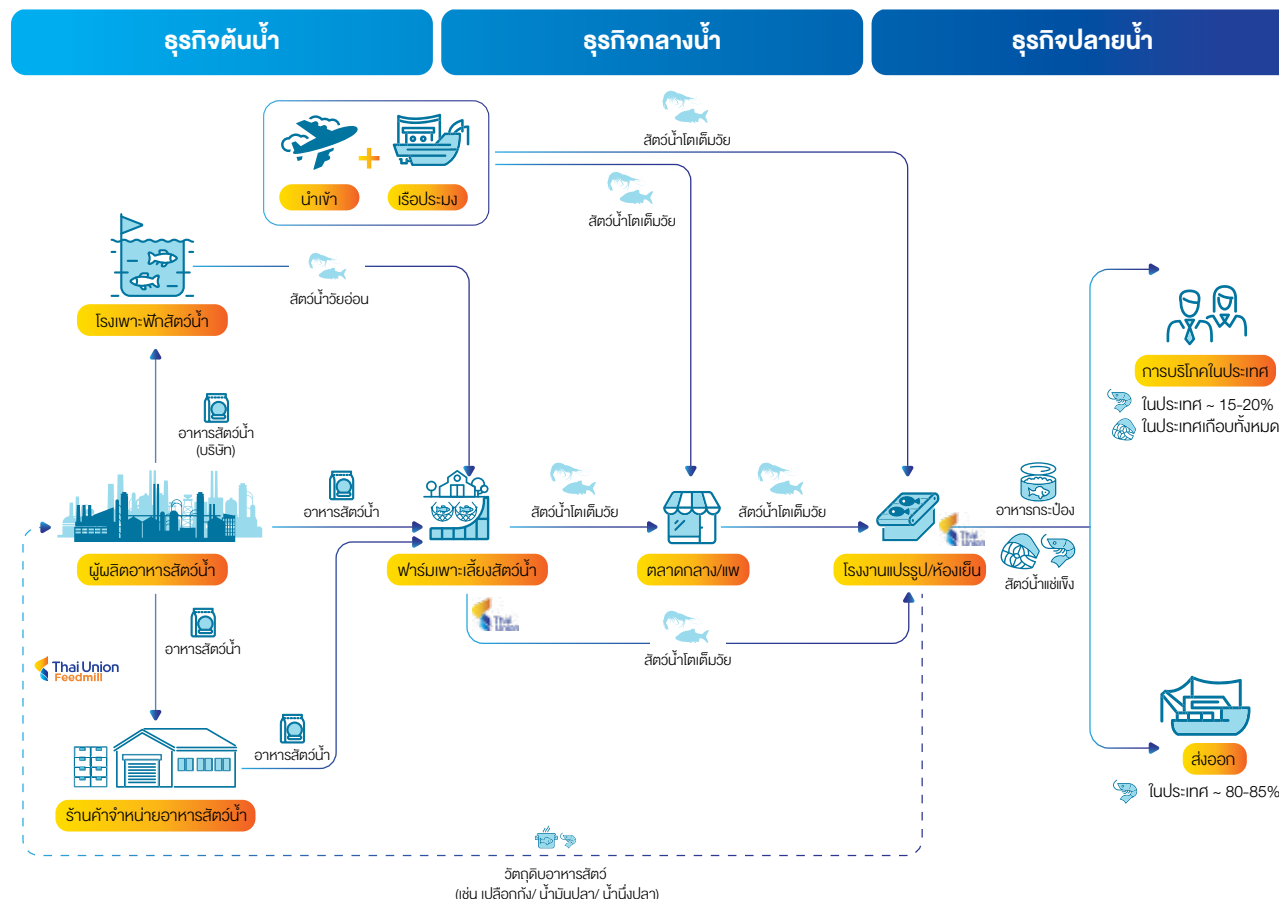 ธุรกิจต้นน้ำ
ธุรกิจกลางน้ำ
ธุรกิจปลายน้ำ
นำเข้า
เรือประมง
สัตว์น้ำโตเต็มวัย
สัตว์น้ำโตเต็มวัย
สัตว์น้ำวัยอ่อน
โรงเพาะฟักสัตว์น้ำ
การบริโภคในประเทศ
ในประเทศ ~ 15-20%
ในประเทศเกือบทั้งหมด
อาหารสัตว์น้ำ
(บริษัท)
อาหารสัตว์น้ำ
สัตว์น้ำโตเต็มวัย
สัตว์น้ำโตเต็มวัย
อาหารกระป๋อง
Thai
Union
ผู้ผลิตอาหารสัตว์น้ำ
ฟาร์มเพาะเลี้ยงสัตว์น้ำ
ตลาดกลาง/แพ
โรงงานแปรรูป/ห้องเย็น
สัตว์น้ำแช่แข็ง
Thai
Union
อาหารสัตว์น้ำ
สัตว์น้ำโตเต็มวัย
Thai Union
Feedmill
อาหารสัตว์น้ำ
ส่งออก
ในประเทศ ~ 80-85%
ร้านค้าจำหน่ายอาหารสัตว์น้ำ
วัตถุดิบอาหารสัตว์
(เช่น เปลือกกุ้ง/ น้ำมันปลา/ น้ำนึ่งปลา)